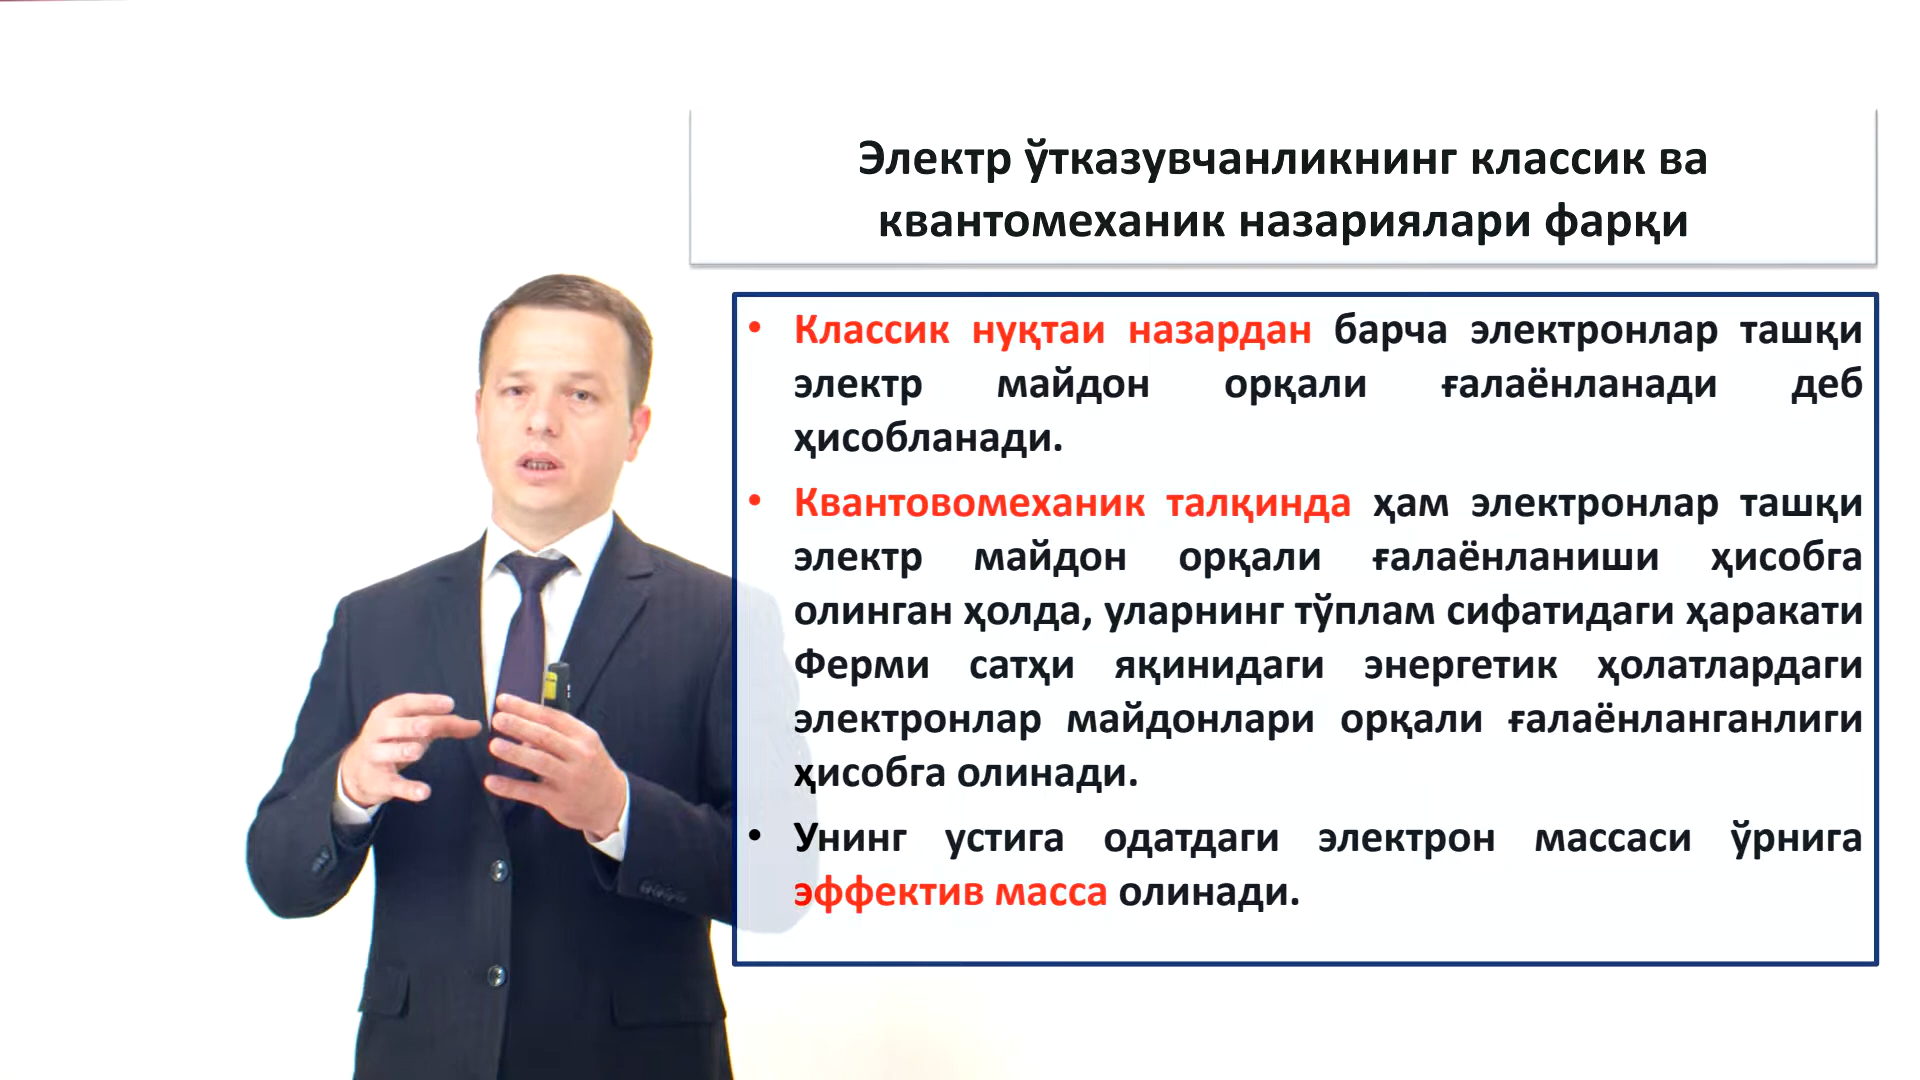 Электр ўтказувчанликнинг классик ва
квантомеханик назариялари фарқи
• Классик нуқтаи назардан барча электронлар ташқи
электр майдон орқали ғалаёнланади деб
ҳисобланади.
• Квантовомеханик талқинда ҳам электронлар ташқи
электр майдон орқали ғалаёнланиши ҳисобга
олинган ҳолда, уларнинг тўплам сифатидаги ҳаракати
Ферми сатҳи яқинидаги энергетик ҳолатлардаги
электронлар майдонлари орқали ғалаёнланганлиги
ҳисобга олинади.
• Унинг устига одатдаги электрон массаси ўрнига
эффектив масса олинади.